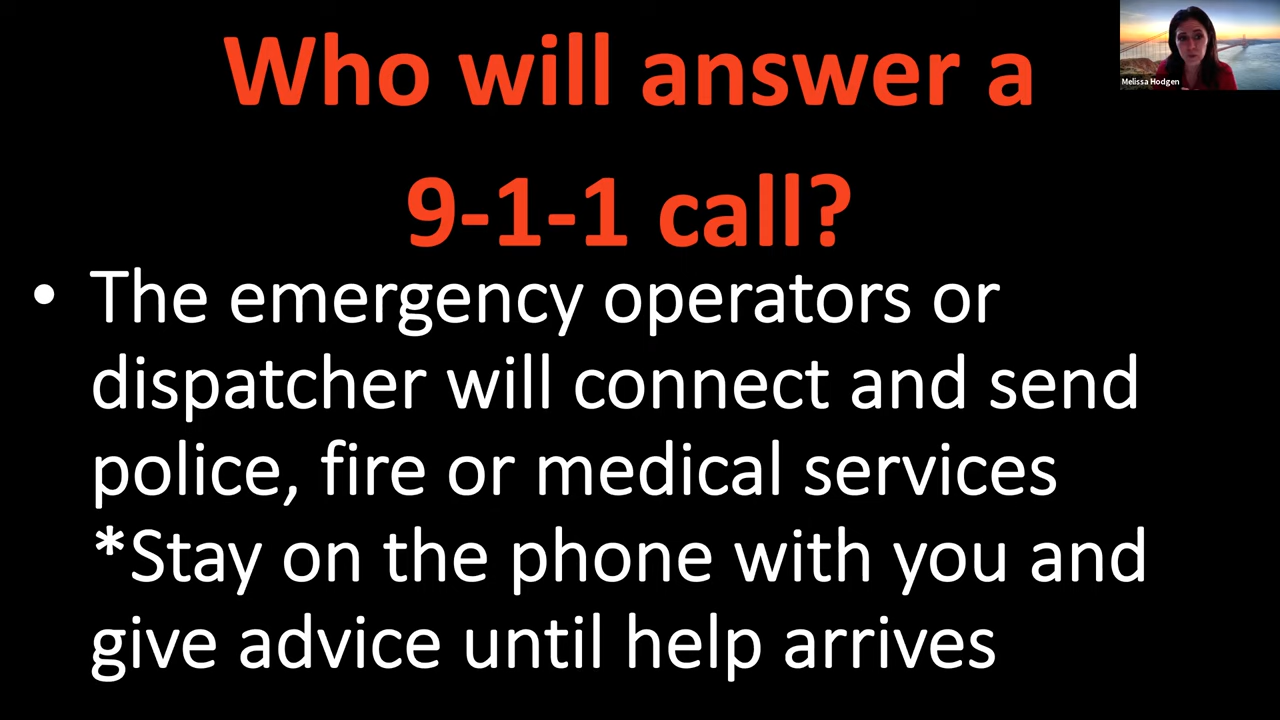 Who will answer a
9-1-1 call?
• The emergency operators or
dispatcher will connect and send
police, fire or medical services
*Stay on the phone with you and
give advice until help arrives
Melissa Hodgen